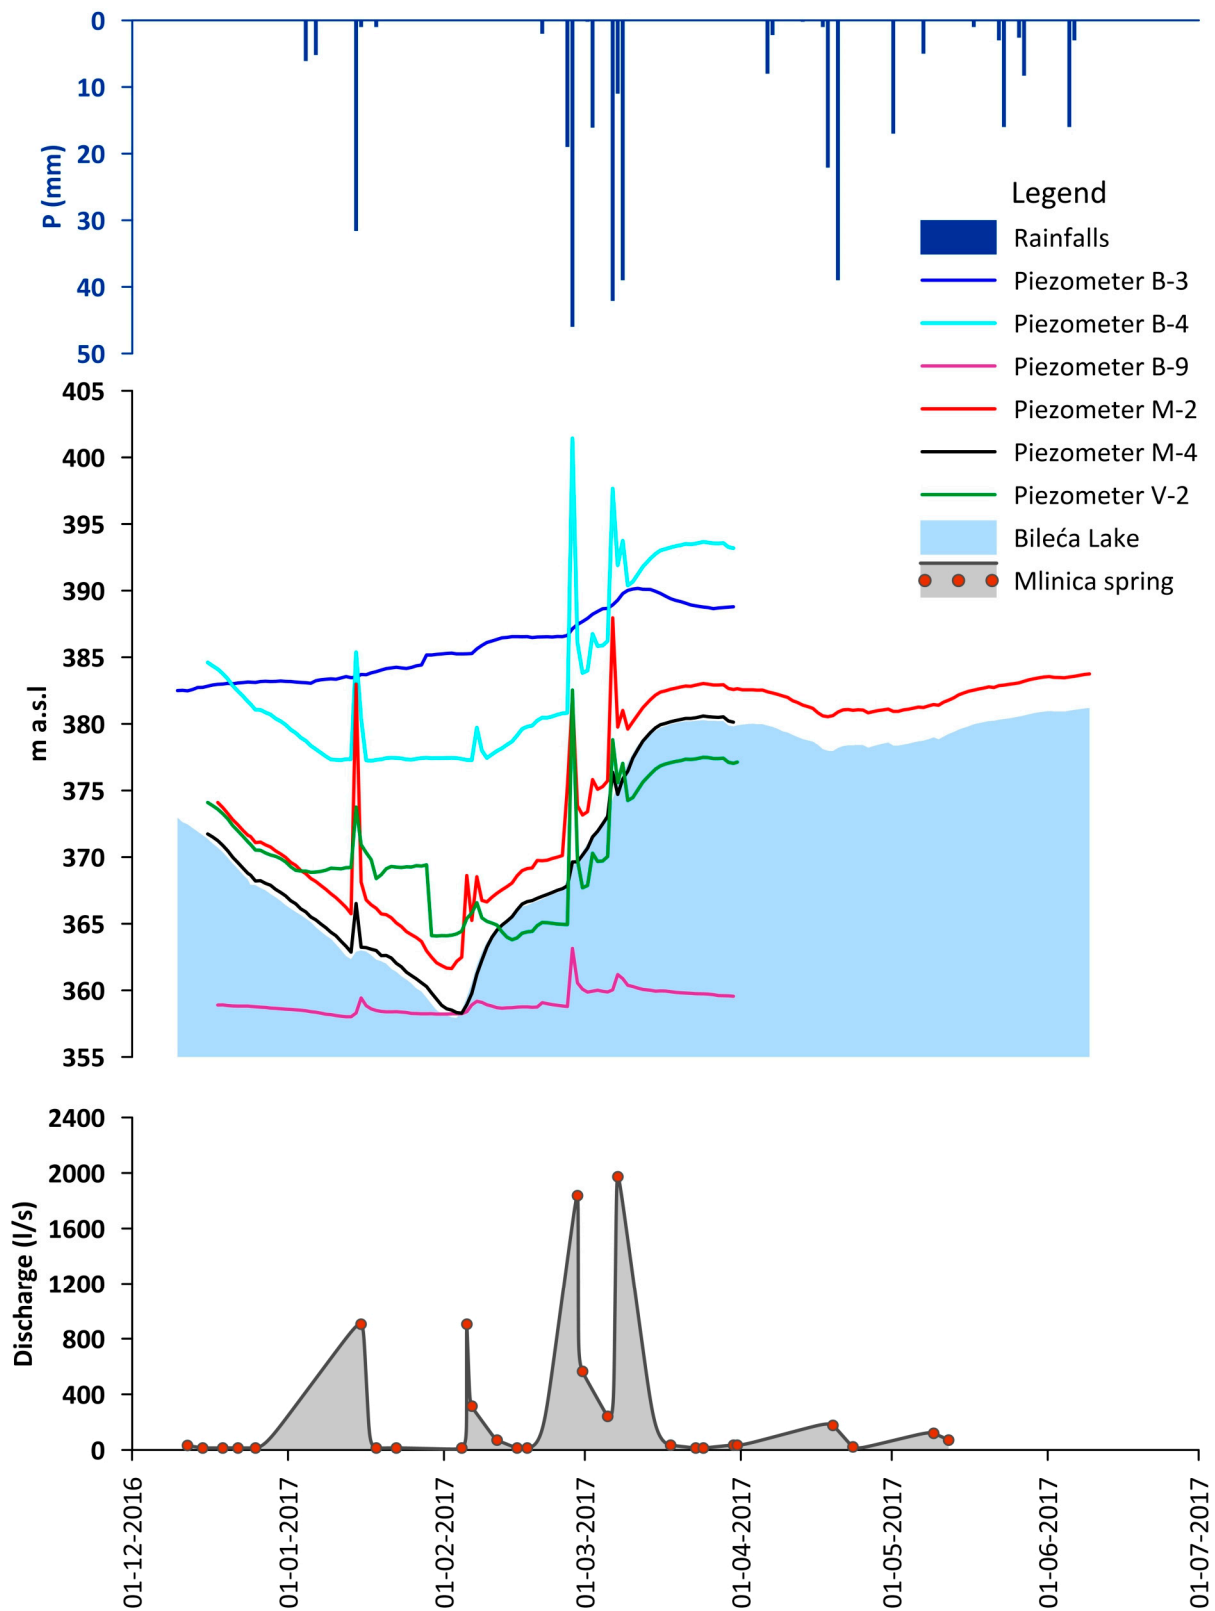 0
10
20
30
40
50
P (mm)
Legend
Rainfalls
Piezometer B-3
Piezometer B-4
Piezometer B-9
Piezometer M-2
Piezometer M-4
Piezometer V-2
Bileća Lake
Mlinica spring
405
400
395
390
385
380
375
370
365
360
355
m a.s.l
2400
2000
1600
1200
800
400
0
Discharge (l/s)
01-12-2016
01-01-2017
01-02-2017
01-03-2017
01-04-2017
01-05-2017
01-06-2017
01-07-2017